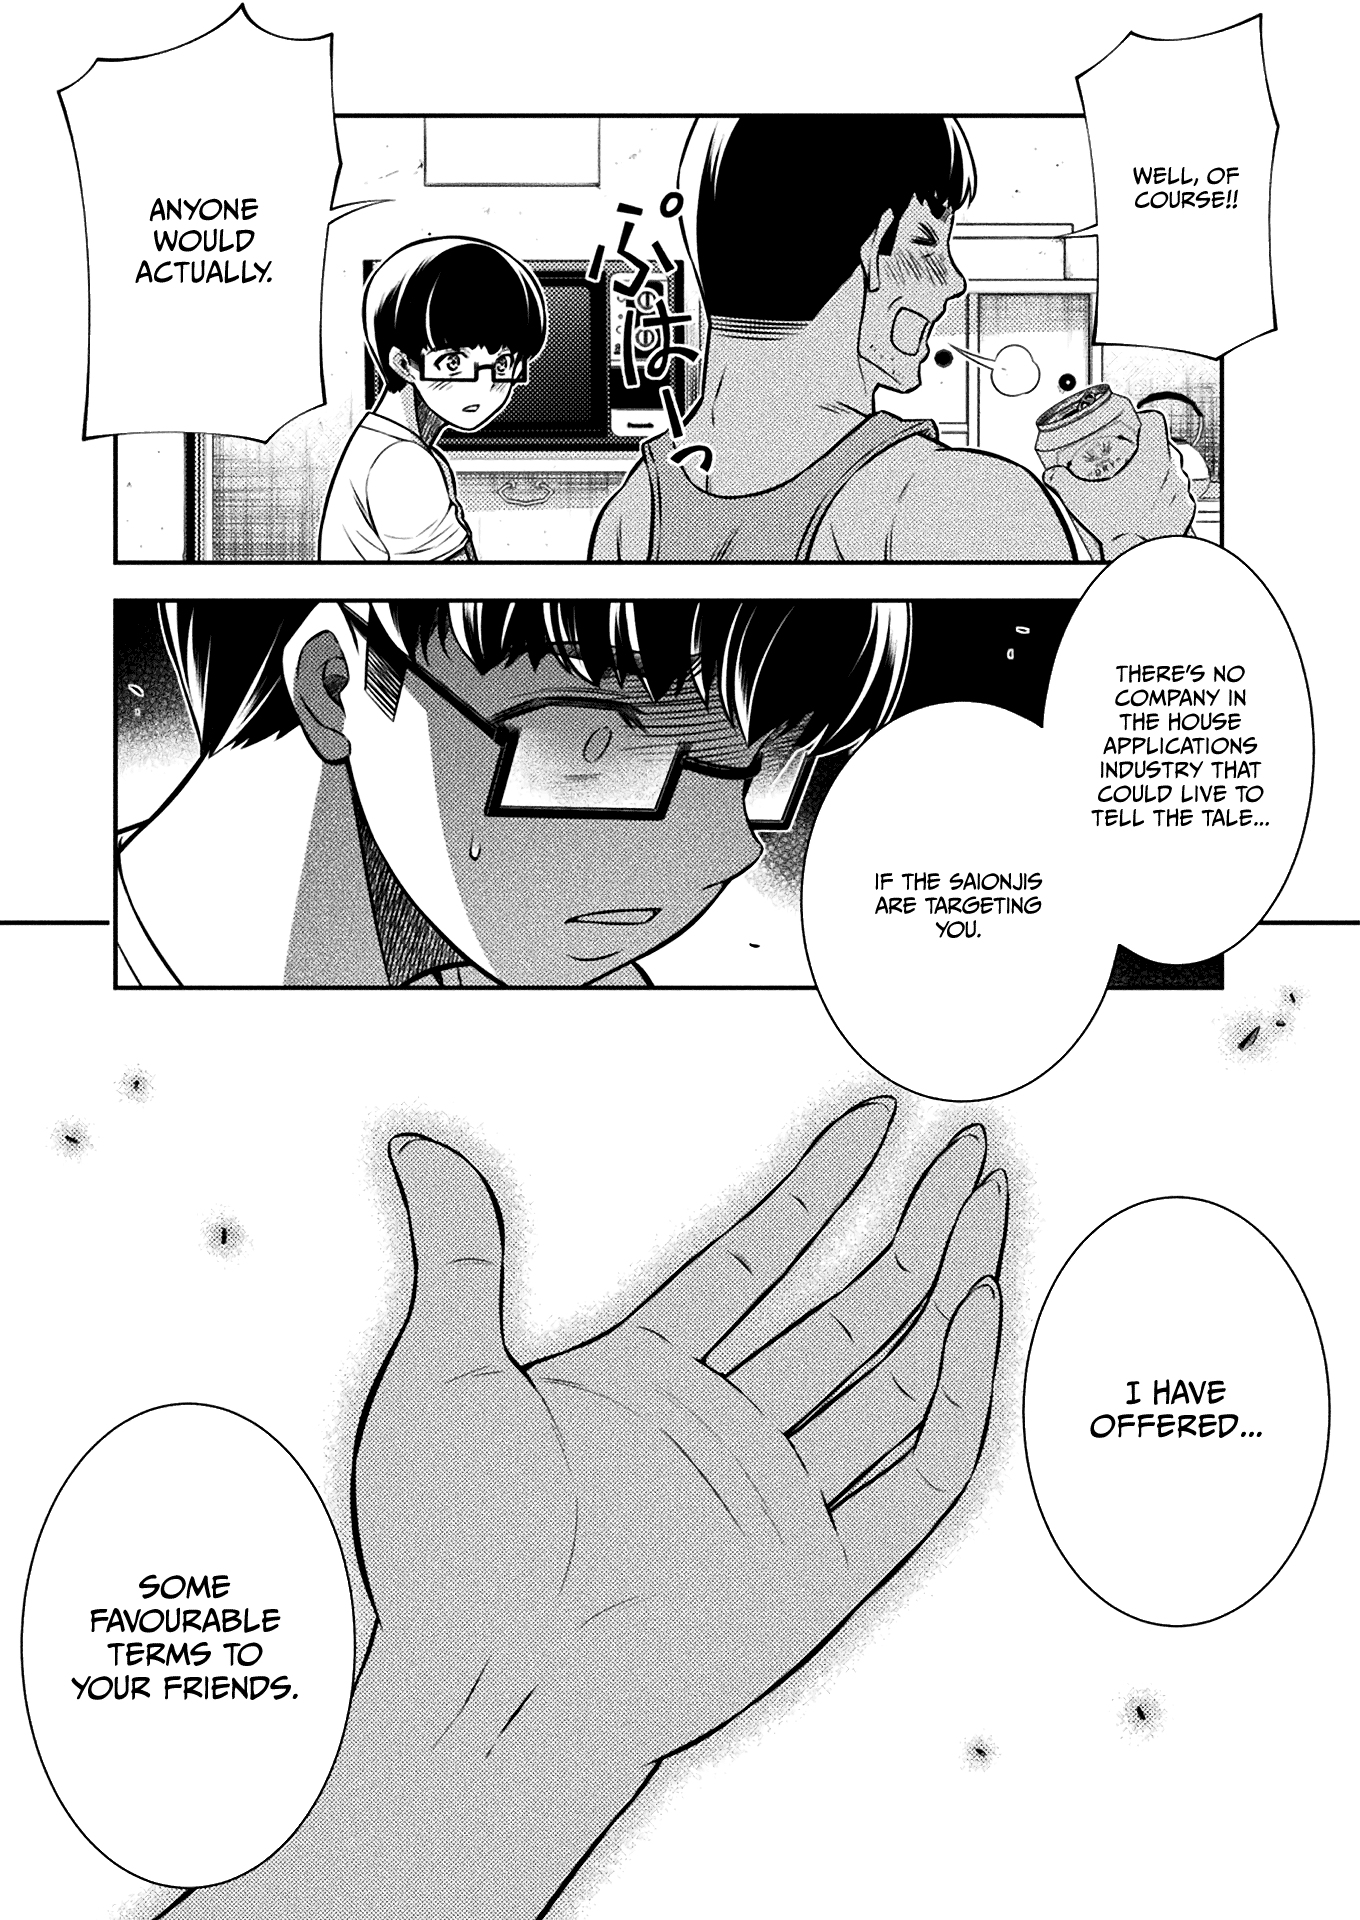 WELL, OF
COURSE!!
ぷはーっ
DRY
ANYONE
WOULD
ACTUALLY.
THERE'S NO
COMPANY IN
THE HOUSE
APPLICATIONS
INDUSTRY THAT
COULD LIVE TO
TELL THE TALE...
IF THE SAIONJIS
ARE TARGETING
YOU.
I HAVE
OFFERED...
SOME
FAVOURABLE
TERMS TO
YOUR FRIENDS.